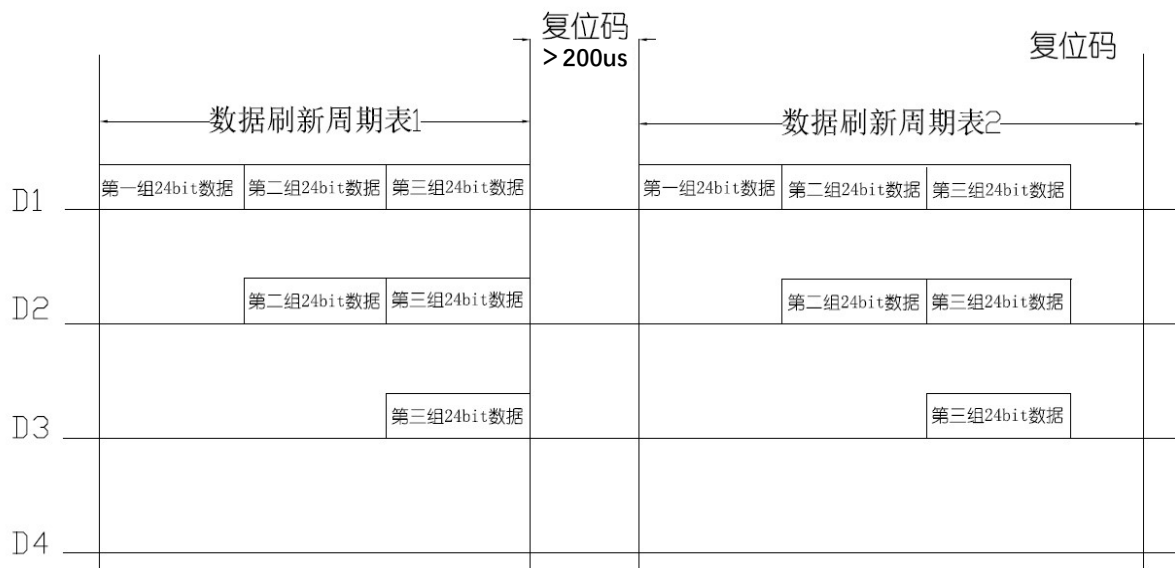 复位码
>200us
复位码
数据刷新周期表1
数据刷新周期表2
D1
第一组24bit数据
第二组24bit数据
第三组24bit数据
第一组24bit数据
第二组24bit数据
第三组24bit数据
D2
第二组24bit数据
第三组24bit数据
第二组24bit数据
第三组24bit数据
D3
第三组24bit数据
第三组24bit数据
D4